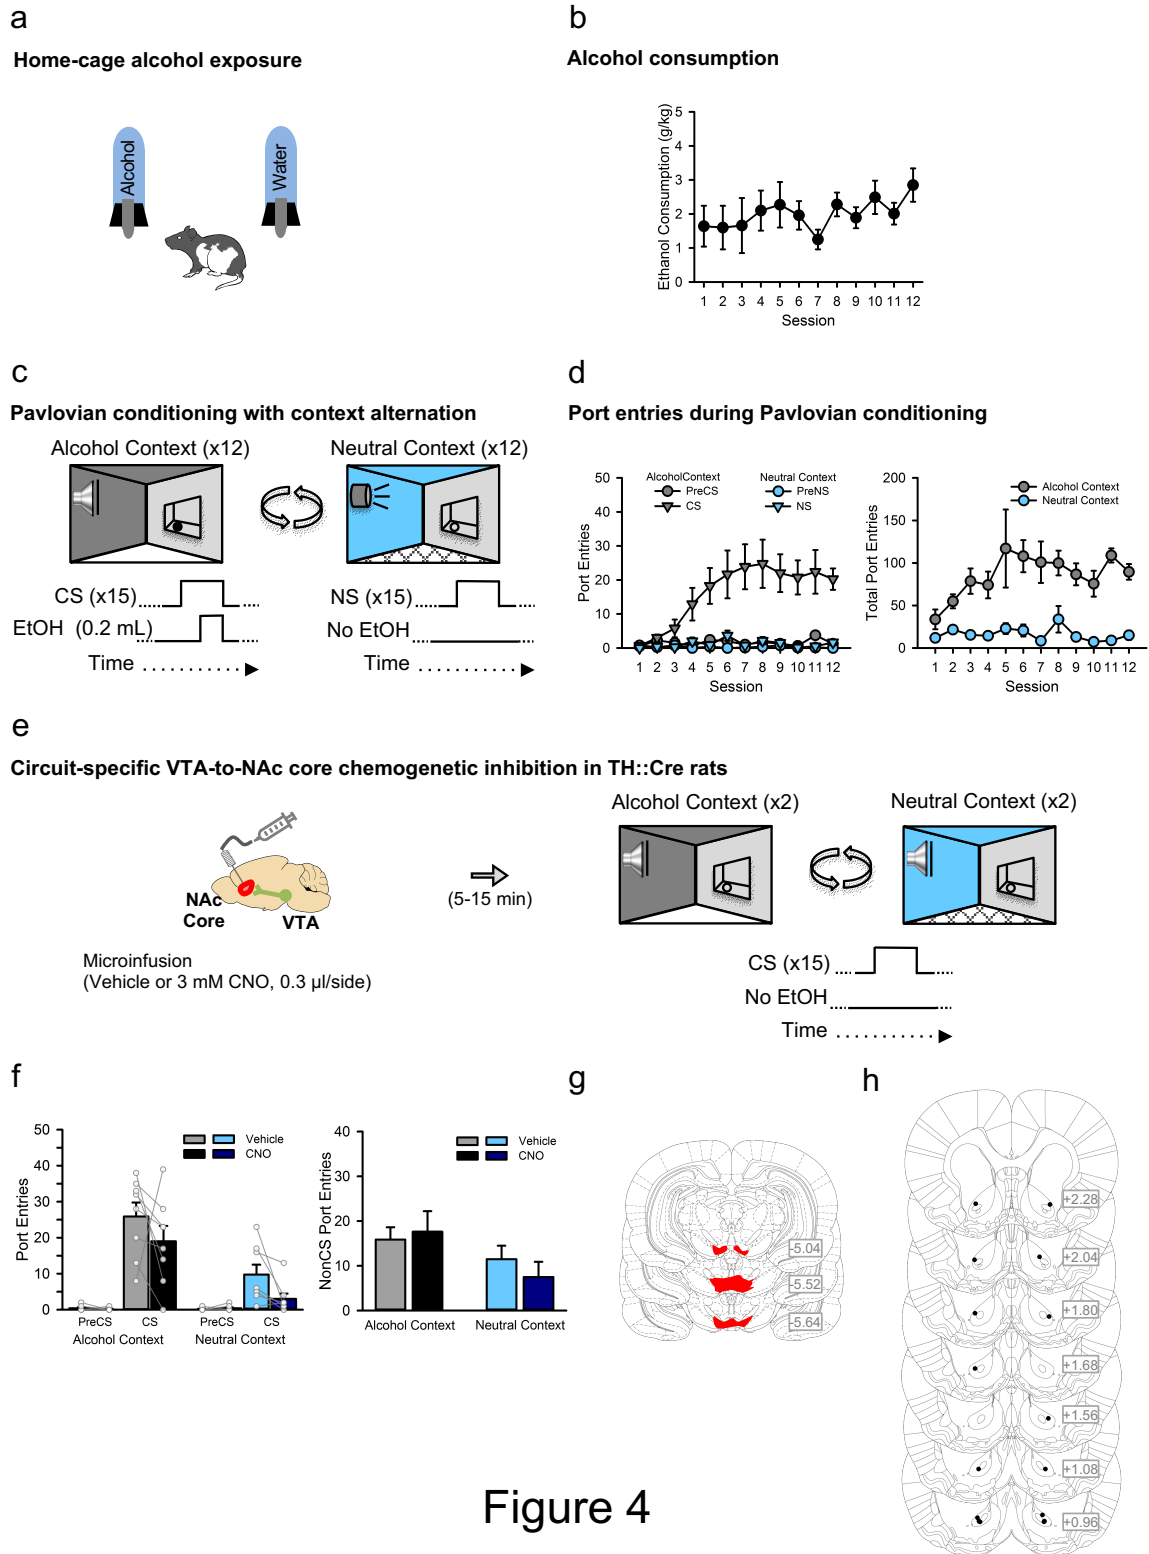 a
Home-cage alcohol exposure
Alcohol
Water
b
Alcohol consumption
Ethanol Consumption (g/kg)
5
4
3
2
1
0
1 2 3 4 5 6 7 8 9 10 11 12
Session
c
Pavlovian conditioning with context alternation
Alcohol Context (x12)
Neutral Context (x12)
CS (x15)
EtOH (0.2 mL)
Time
NS (x15)
No EtOH
Time
d
Port entries during Pavlovian conditioning
Port Entries
50
40
30
20
10
0
AlcoholContext
PreCS
CS
Neutral Context
PreNS
NS
1 2 3 4 5 6 7 8 9 10 11 12
Session
Total Port Entries
200
150
100
50
0
Alcohol Context
Neutral Context
1 2 3 4 5 6 7 8 9 10 11 12
Session
e
Circuit-specific VTA-to-NAc core chemogenetic inhibition in TH::Cre rats
NAc
Core
VTA
Microinfusion
(Vehicle or 3 mM CNO, 0.3 µl/side)
(5-15 min)
Alcohol Context (x2)
Neutral Context (x2)
CS (x15)
No EtOH
Time
f
Port Entries
50
40
30
20
10
0
Vehicle
CNO
PreCS CS PreCS CS
Alcohol Context Neutral Context
NonCS Port Entries
40
30
20
10
0
Vehicle
CNO
Alcohol Context Neutral Context
g
-5.04
-5.52
-5.64
h
+2.28
+2.04
+1.80
+1.68
+1.56
+1.08
+0.96
Figure 4